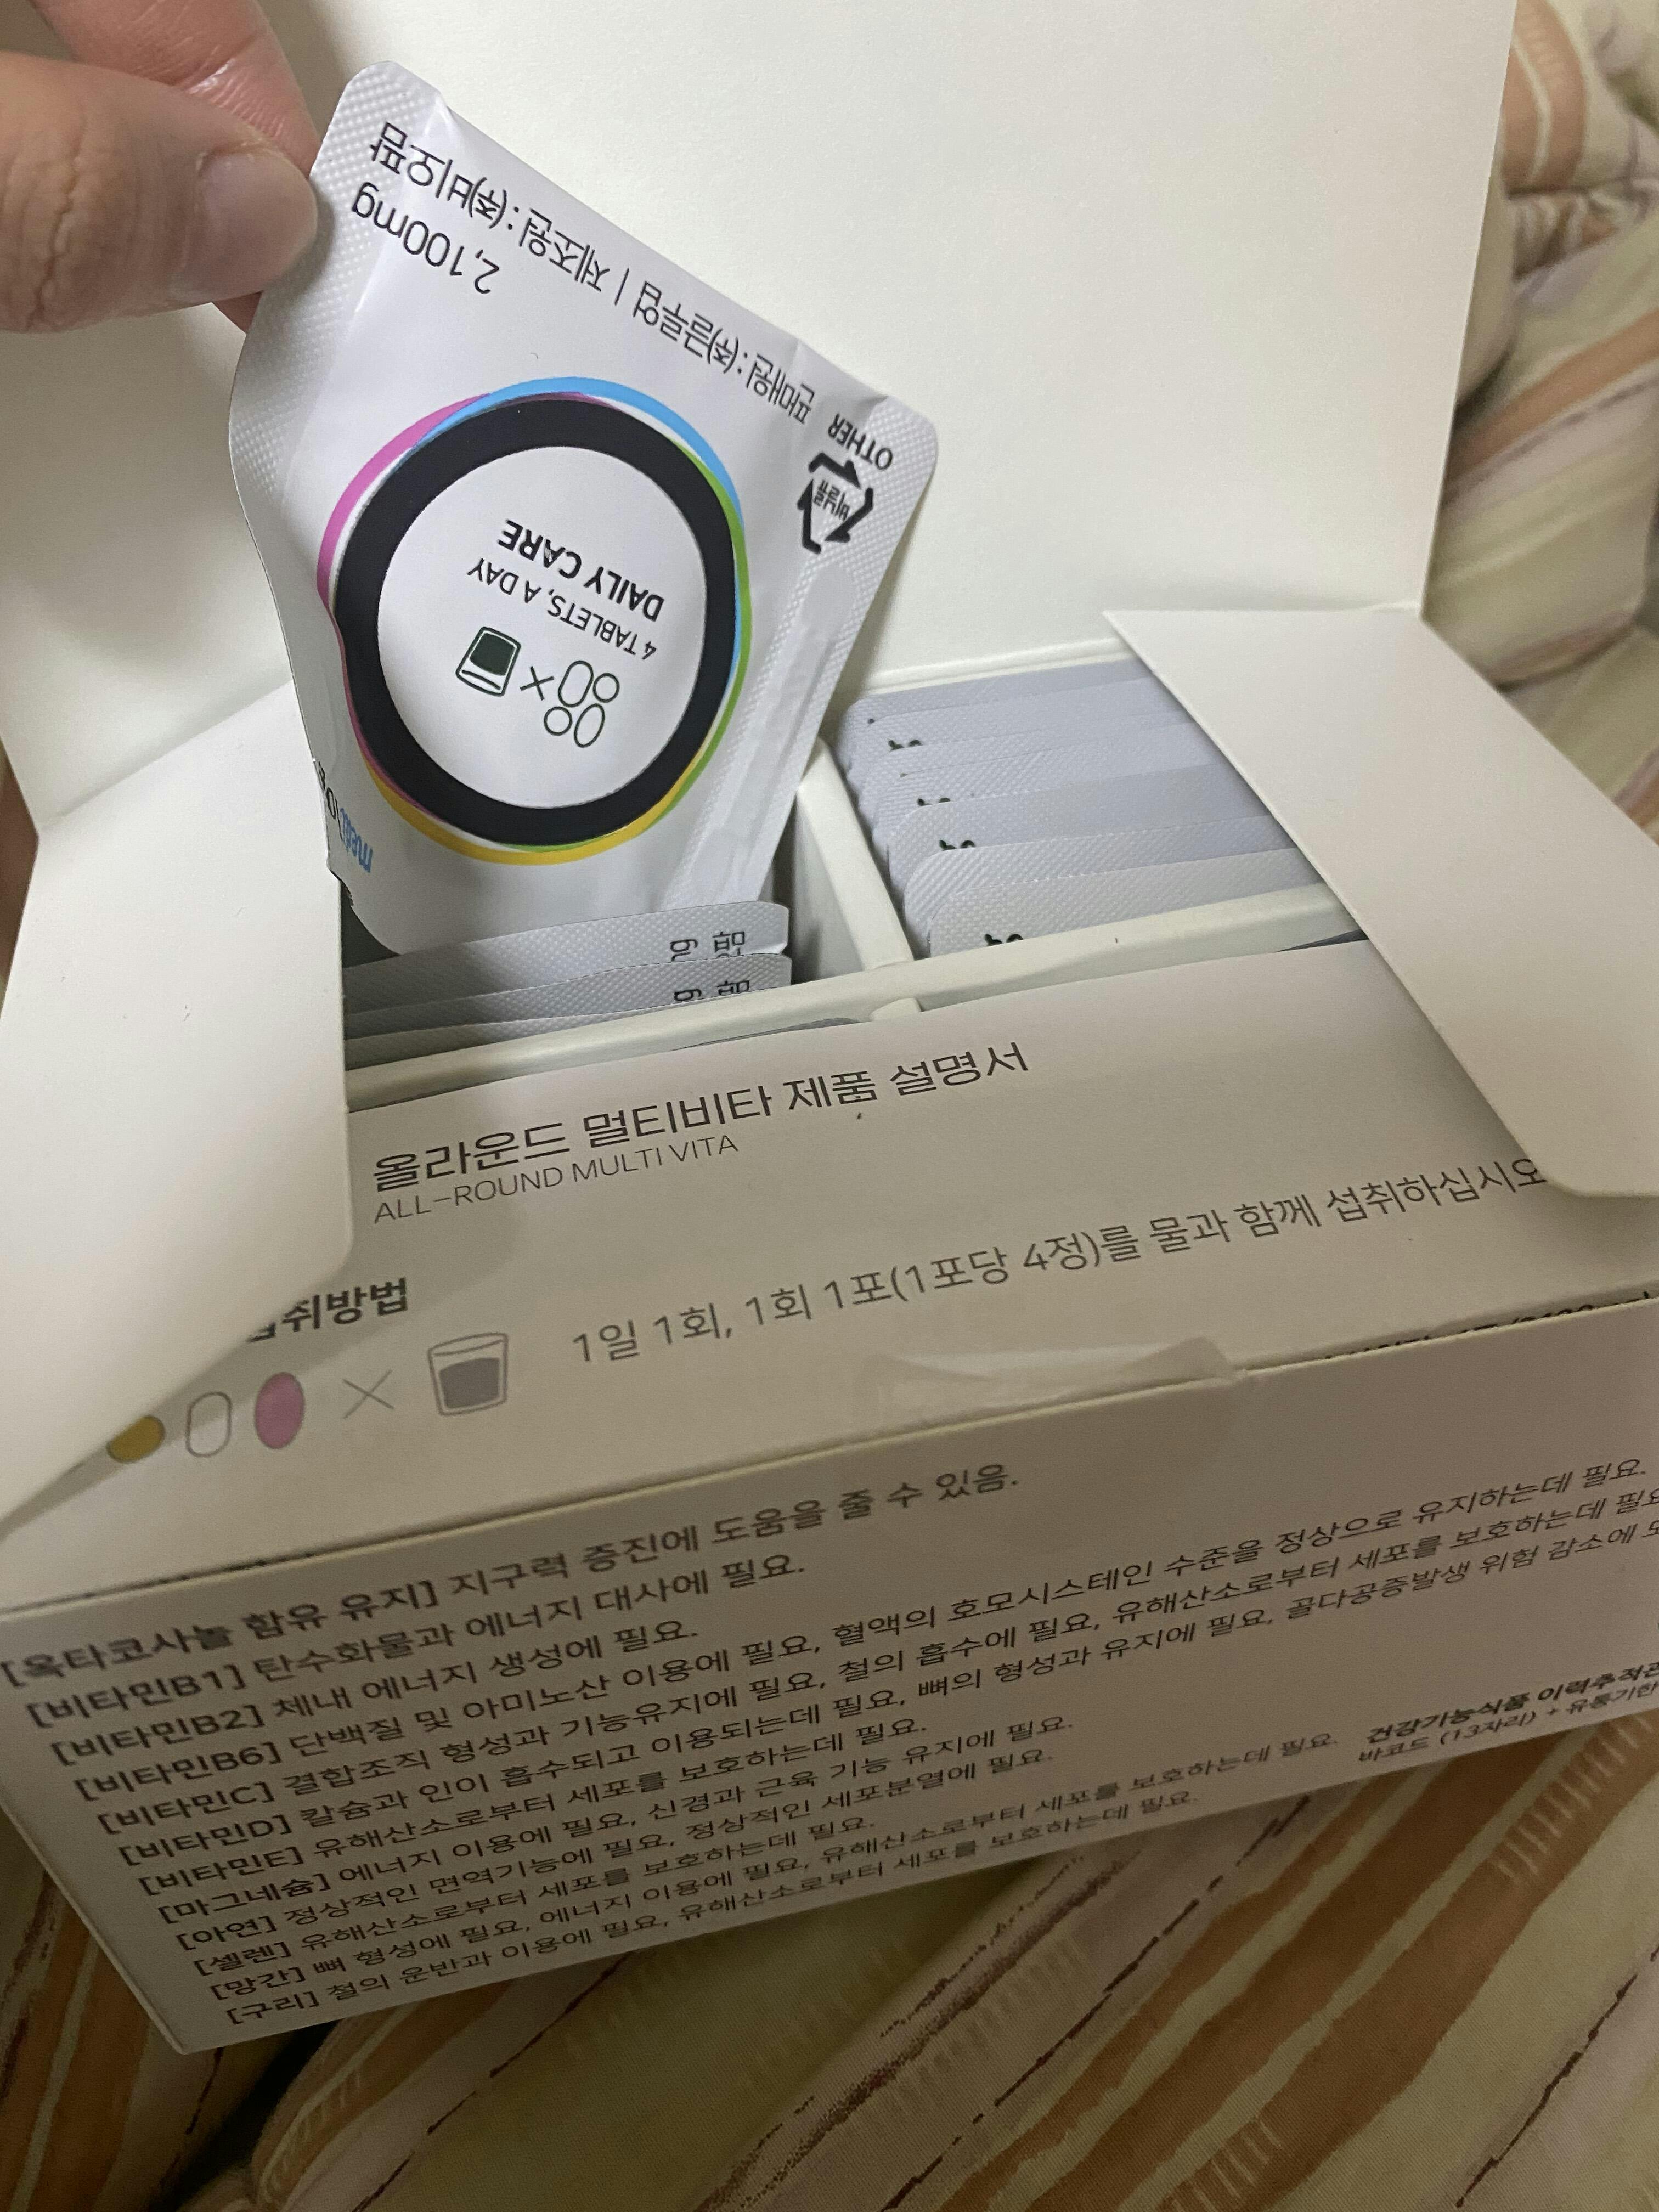 2,100mg
판매원 : (주)글루업 | 제조원 : (주)비오팜
OTHER
비닐류
4 TABLETS, A DAY
DAILY CARE
올라운드 멀티비타 제품 설명서
ALL-ROUND MULTI VITA
섭취방법
1일 1회, 1회 1포(1포당 4정)를 물과 함께 섭취하십시오
[옥타코사놀 함유 유지] 지구력 증진에 도움을 줄 수 있음.
[비타민B1] 탄수화물과 에너지 대사에 필요.
[비타민B2] 체내 에너지 생성에 필요.
[비타민B6] 단백질 및 아미노산 이용에 필요, 혈액의 호모시스테인 수준을 정상으로 유지하는데 필요.
[비타민C] 결합조직 형성과 기능유지에 필요, 철의 흡수에 필요, 유해산소로부터 세포를 보호하는데 필요
[비타민D] 칼슘과 인이 흡수되고 이용되는데 필요, 뼈의 형성과 유지에 필요, 골다공증발생 위험 감소에
[비타민E] 유해산소로부터 세포를 보호하는데 필요.
[마그네슘] 에너지 이용에 필요, 신경과 근육 기능 유지에 필요.
[아연] 정상적인 면역기능에 필요, 정상적인 세포분열에 필요.
[셀렌] 유해산소로부터 세포를 보호하는데 필요.
[망간] 뼈 형성에 필요, 에너지 이용에 필요, 유해산소로부터 세포를 보호하는데 필요.
[구리] 철의 운반과 이용에 필요, 유해산소로부터 세포를 보호하는데 필요.
건강기능식품 이력추적관
바코드 (13자리) + 유통기한